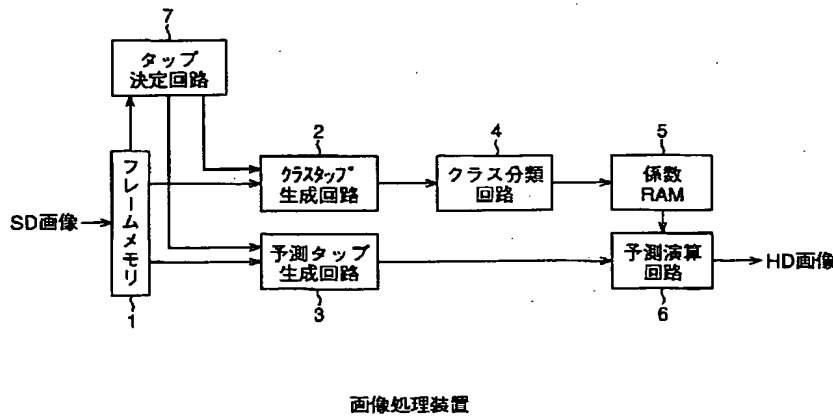 7
タップ
決定回路
2
クラスタップ
生成回路
4
クラス分類
回路
5
係数
RAM
SD画像
フレームメモリ
1
予測タップ
生成回路
3
予測演算
回路
6
HD画像
画像処理装置